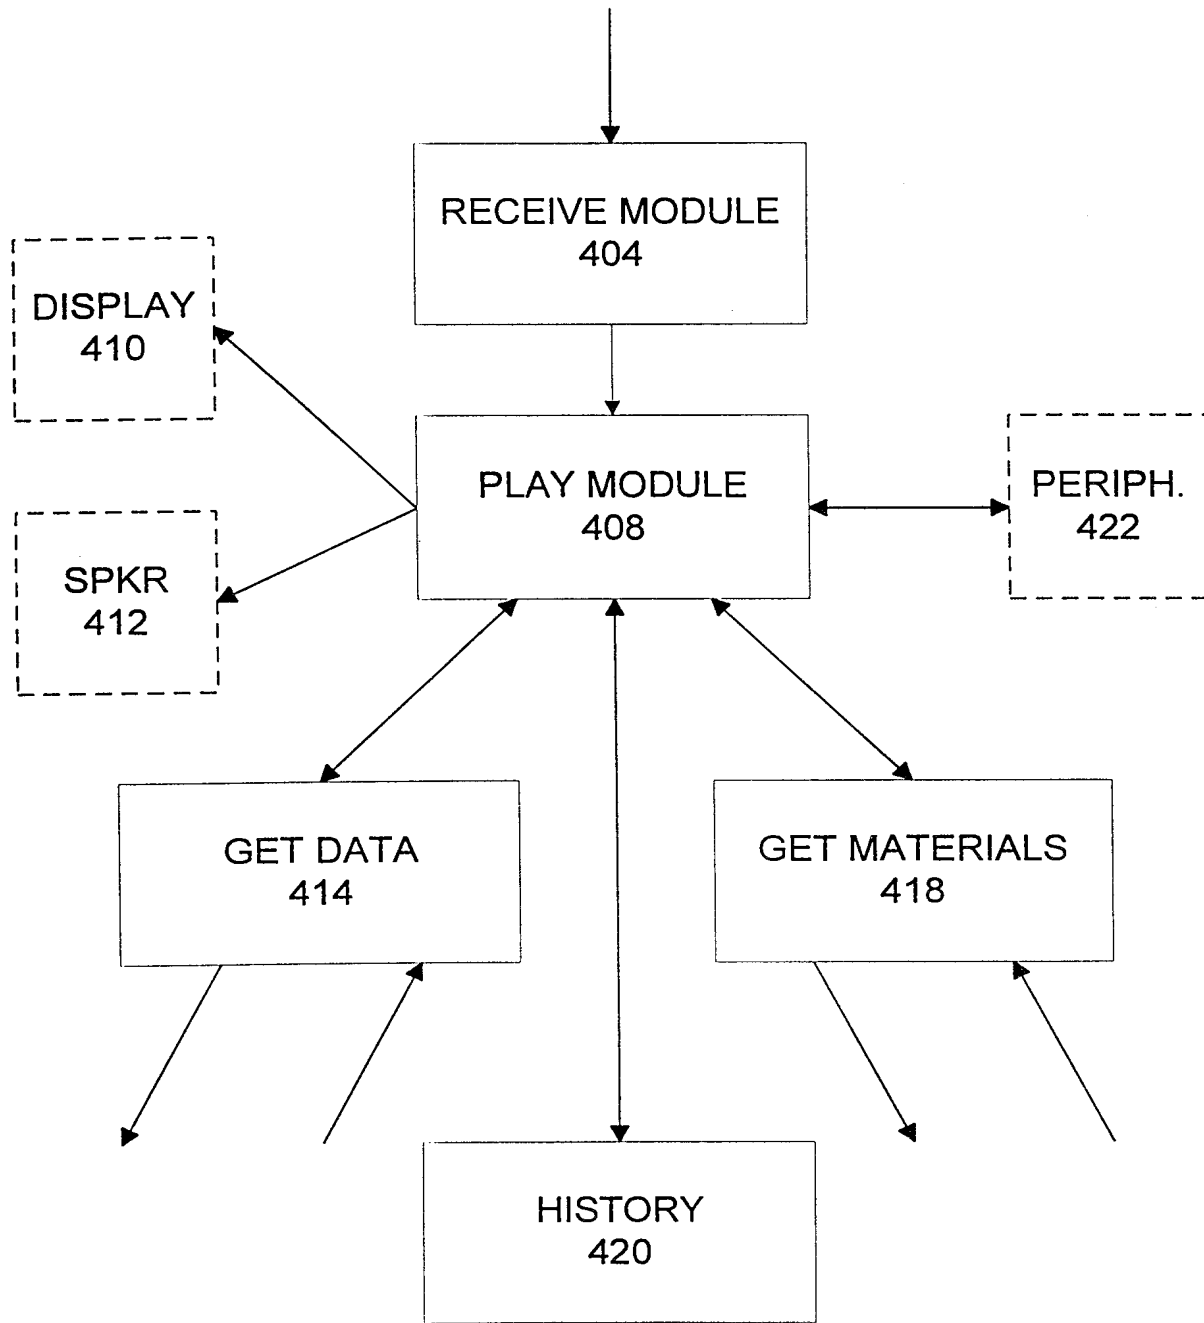 RECEIVE MODULE
404
DISPLAY
410
PLAY MODULE
408
PERIPH.
422
SPKR
412
GET DATA
414
GET MATERIALS
418
HISTORY
420